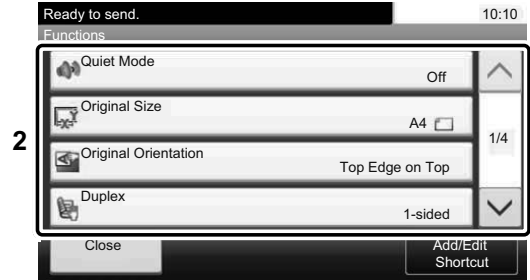 Ready to send. 10:10
Functions
Quiet Mode
Off
Original Size
A4
1/4
2
Original Orientation
Top Edge on Top
Duplex
1-sided
Close
Add/Edit
Shortcut